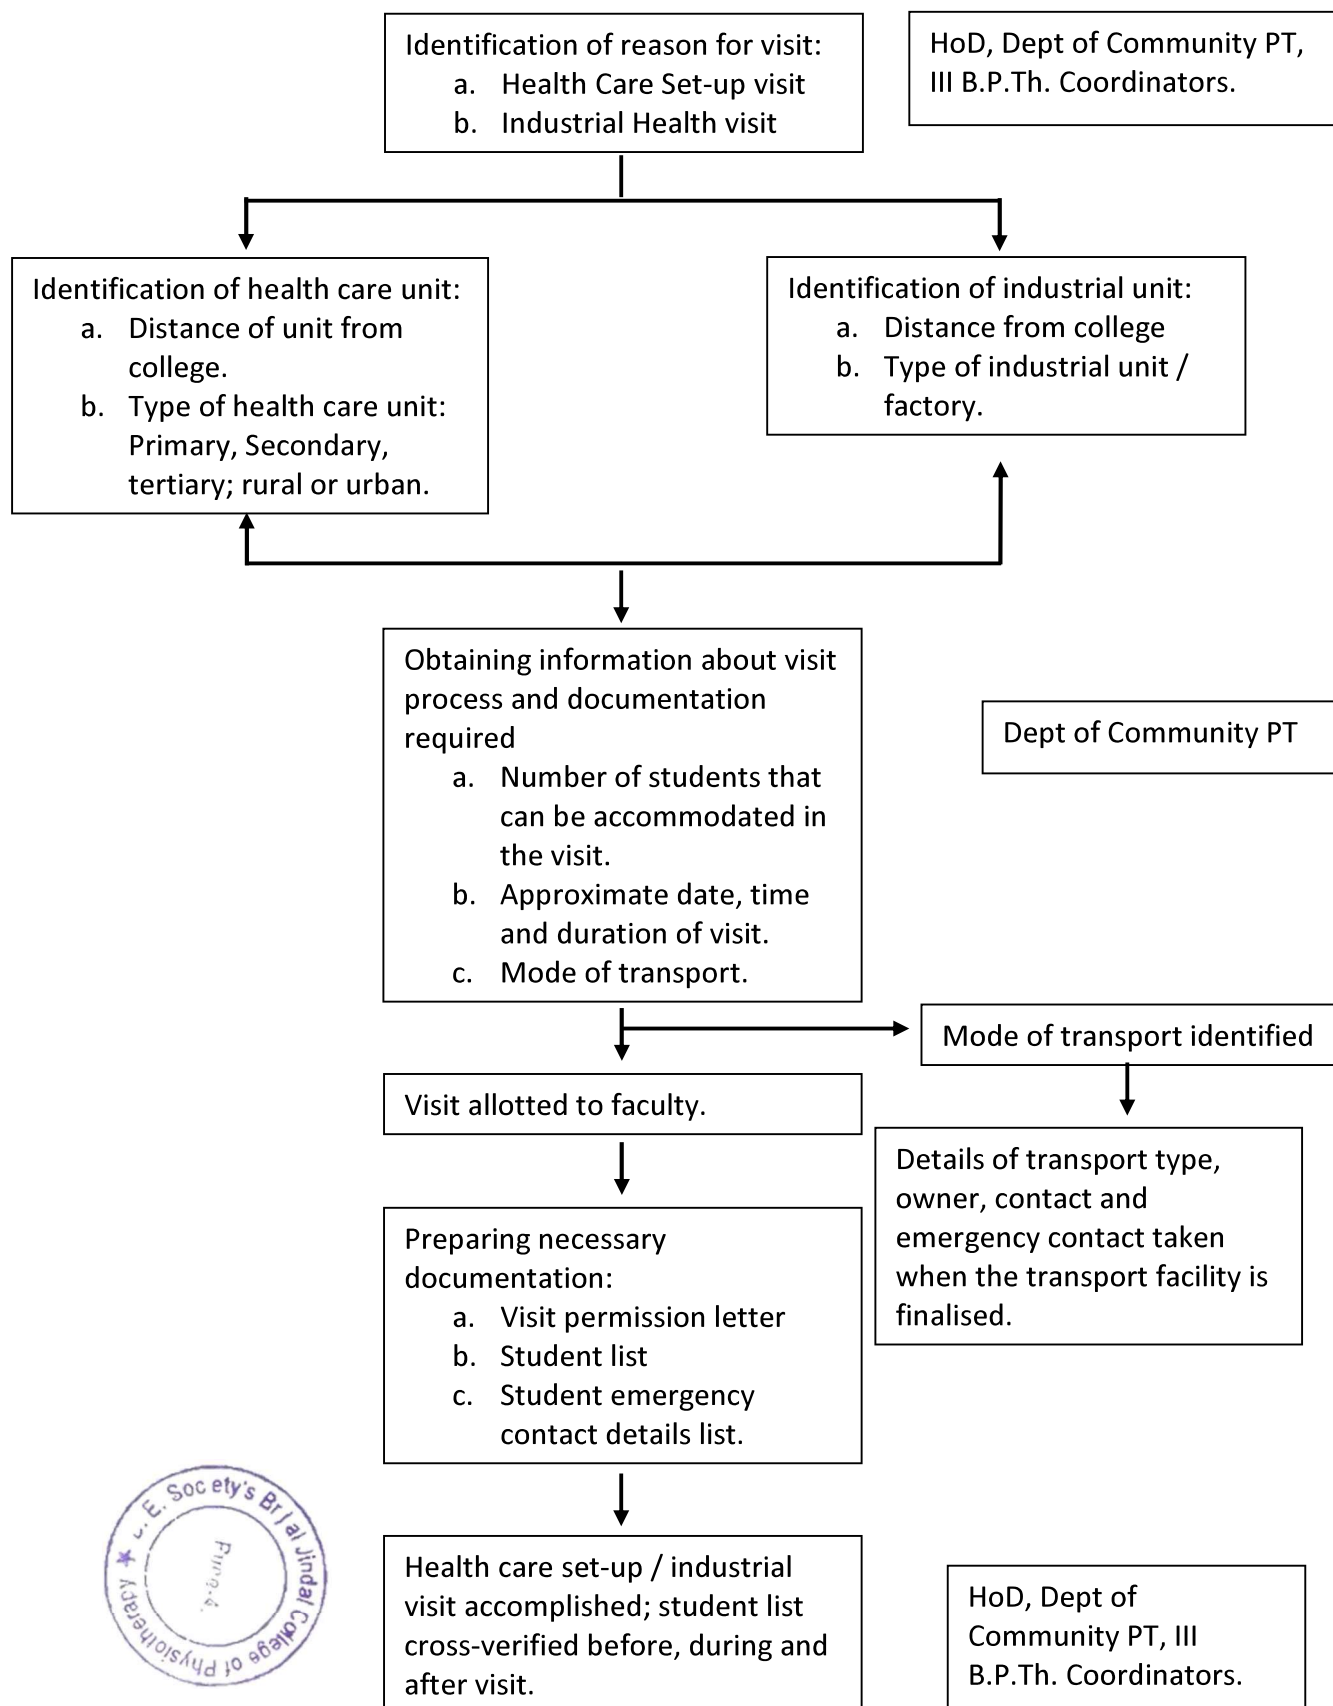 Identification of reason for visit:
a. Health Care Set-up visit
b. Industrial Health visit
HoD, Dept of Community PT,
III B.P.Th. Coordinators.
Identification of health care unit:
a. Distance of unit from
college.
b. Type of health care unit:
Primary, Secondary,
tertiary; rural or urban.
Identification of industrial unit:
a. Distance from college
b. Type of industrial unit /
factory.
Obtaining information about visit
process and documentation
required
a. Number of students that
can be accommodated in
the visit.
b. Approximate date, time
and duration of visit.
c. Mode of transport.
Dept of Community PT
Mode of transport identified
Visit allotted to faculty.
Details of transport type,
owner, contact and
emergency contact taken
when the transport facility is
finalised.
Preparing necessary
documentation:
a. Visit permission letter
b. Student list
c. Student emergency
contact details list.
Health care set-up / industrial
visit accomplished; student list
cross-verified before, during and
after visit.
HoD, Dept of
Community PT, III
B.P.Th. Coordinators.
E. Society's Jindal College of Physiotherapy